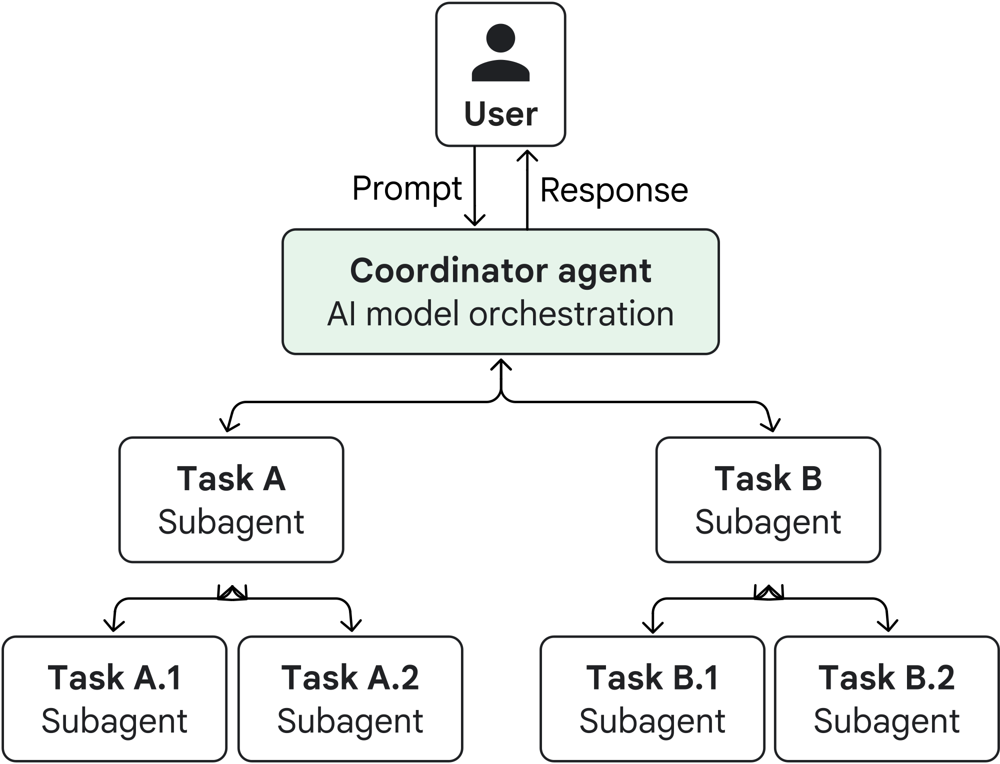 User
Prompt
Response
Coordinator agent
AI model orchestration
Task A
Subagent
Task B
Subagent
Task A.1
Subagent
Task A.2
Subagent
Task B.1
Subagent
Task B.2
Subagent